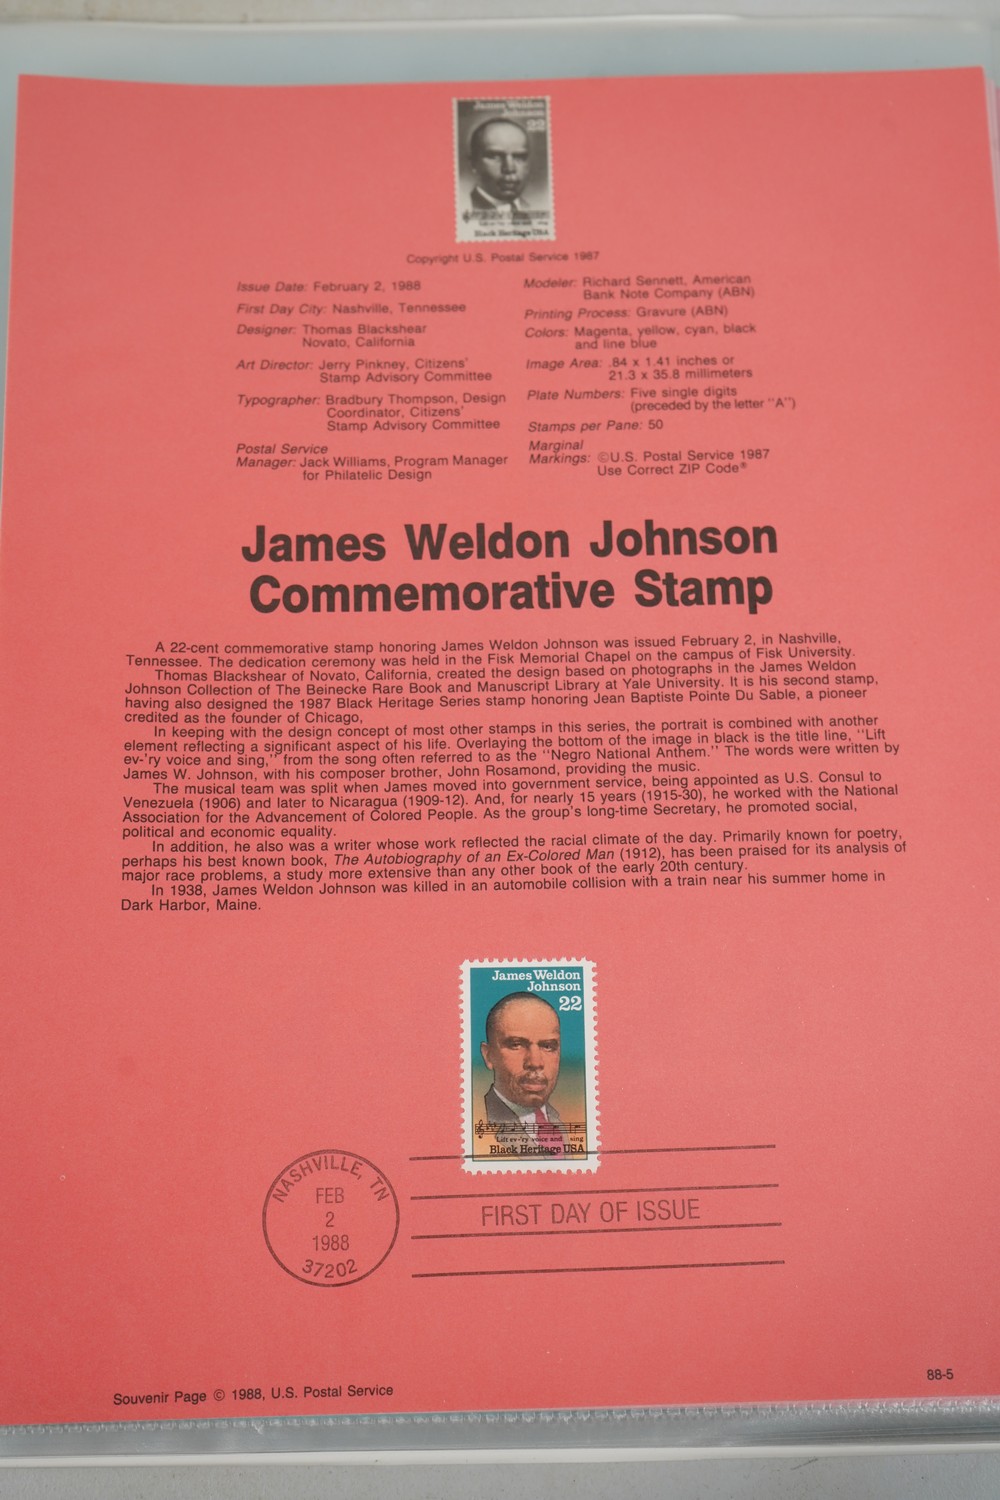 James Weldon
Johnson
22
Black Heritage USA
Copyright U.S. Postal Service 1987
Issue Date: February 2, 1988
First Day City: Nashville, Tennessee
Designer: Thomas Blackshear
Novato, California
Art Director: Jerry Pinkney, Citizens'
Stamp Advisory Committee
Typographer: Bradbury Thompson, Design
Coordinator, Citizens'
Stamp Advisory Committee
Postal Service
Manager: Jack Williams, Program Manager
for Philatelic Design
Modeler: Richard Sennett, American
Bank Note Company (ABN)
Printing Process: Gravure (ABN)
Colors: Magenta, yellow, cyan, black
and line blue
Image Area: .84 x 1.41 inches or
21.3 x 35.8 millimeters
Plate Numbers: Five single digits
(preceded by the letter "A")
Stamps per Pane: 50
Marginal
Markings: ©U.S. Postal Service 1987
Use Correct ZIP Code®
James Weldon Johnson
Commemorative Stamp
A 22-cent commemorative stamp honoring James Weldon Johnson was issued February 2, in Nashville,
Tennessee. The dedication ceremony was held in the Fisk Memorial Chapel on the campus of Fisk University.
Thomas Blackshear of Novato, California, created the design based on photographs in the James Weldon
Johnson Collection of The Beinecke Rare Book and Manuscript Library at Yale University. It is his second stamp,
having also designed the 1987 Black Heritage Series stamp honoring Jean Baptiste Pointe Du Sable, a pioneer
credited as the founder of Chicago,
In keeping with the design concept of most other stamps in this series, the portrait is combined with another
element reflecting a significant aspect of his life. Overlaying the bottom of the image in black is the title line, "Lift
ev-'ry voice and sing," from the song often referred to as the "Negro National Anthem." The words were written by
James W. Johnson, with his composer brother, John Rosamond, providing the music.
The musical team was split when James moved into government service, being appointed as U.S. Consul to
Venezuela (1906) and later to Nicaragua (1909-12). And, for nearly 15 years (1915-30), he worked with the National
Association for the Advancement of Colored People. As the group's long-time Secretary, he promoted social,
political and economic equality.
In addition, he also was a writer whose work reflected the racial climate of the day. Primarily known for poetry,
perhaps his best known book, The Autobiography of an Ex-Colored Man (1912), has been praised for its analysis of
major race problems, a study more extensive than any other book of the early 20th century.
In 1938, James Weldon Johnson was killed in an automobile collision with a train near his summer home in
Dark Harbor, Maine.
James Weldon
Johnson
22
Lift ev-'ry voice and sing
Black Heritage USA
NASHVILLE, TN
FEB
2
1988
37202
FIRST DAY OF ISSUE
Souvenir Page © 1988, U.S. Postal Service
88-5